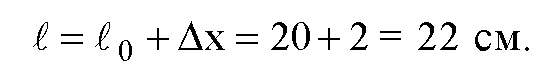 ℓ = ℓ₀ + Δx = 20 + 2 = 22 см.